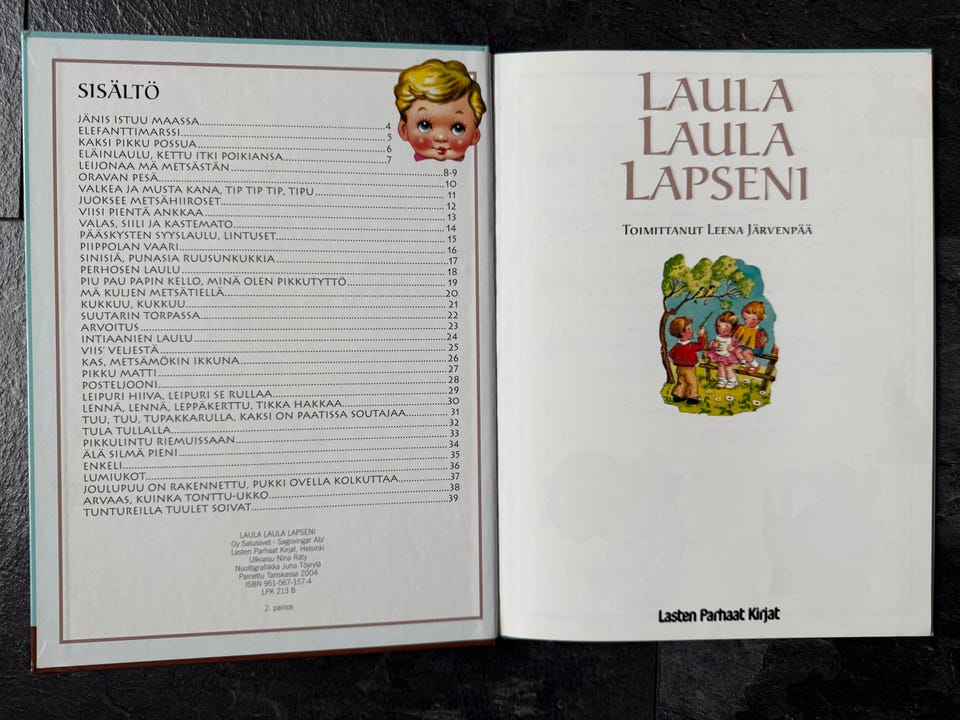 SISÄLTÖ
JÄNIS ISTUU MAASSA 4
ELEFANTTIMARSSI 5
KAKSI PIKKU POSSUA 6
ELÄINLAULU, KETTU ITKI POIKIANSA 7
LEIJONAA MÄ METSÄSTÄN 8-9
ORAVAN PESÄ 10
VALKEA JA MUSTA KANA, TIP TIP TIP, TIPU 11
JUOKSEE METSÄHIIROSET 12
VIISI PIENTÄ ANKKAA 13
VALAS, SIILI JA KASTEMATO 14
PÄÄSKYSTEN SYYSLAULU, LINTUSET 15
PIIPPOLAN VAARI 16
SINISIÄ, PUNASIA RUUSUNKUKKIA 17
PERHOSEN LAULU 18
PIU PAU PAPIN KELLO, MINÄ OLEN PIKKUTYTTÖ 19
MÄ KULJEN METSÄTIELLÄ 20
KUKKUU, KUKKUU 21
SUUTARIN TORPASSA 22
ARVOITUS 23
INTIAANIEN LAULU 24
VIIS' VELJESTÄ 25
KAS, METSÄMÖKIN IKKUNA 26
PIKKU MATTI 27
POSTELJOONI 28
LEIPURI HIIVA, LEIPURI SE RULLAA 29
LENNÄ, LENNÄ, LEPPÄKERTTU, TIKKA HAKKAA 30
TUU, TUU, TUPAKKARULLA, KAKSI ON PAATISSA SOUTAJAA 31
TULA TULLALLA 32
PIKKULINTU RIEMUISSAAN 33
ÄLÄ SILMÄ PIENI 34
ENKELI 35
LUMIUKOT 36
JOULUPUU ON RAKENNETTU, PUKKI OVELLA KOLKUTTAA 37
ARVAAS, KUINKA TONTTU-UKKO 38
TUNTUREILLA TUULET SOIVAT 39
LAULA LAULA LAPSENI
Oy Satusiivet - Sagovingar Ab/
Lasten Parhaat Kirjat, Helsinki
Ulkoasu Nina Räty
Nuottigrafiikka Juha Töyrylä
Painettu Tanskassa 2004
ISBN 951-567-157-4
LPK 213 B
2. painos
LAULA
LAULA
LAPSENI
TOIMITTANUT LEENA JÄRVENPÄÄ
Lasten Parhaat Kirjat